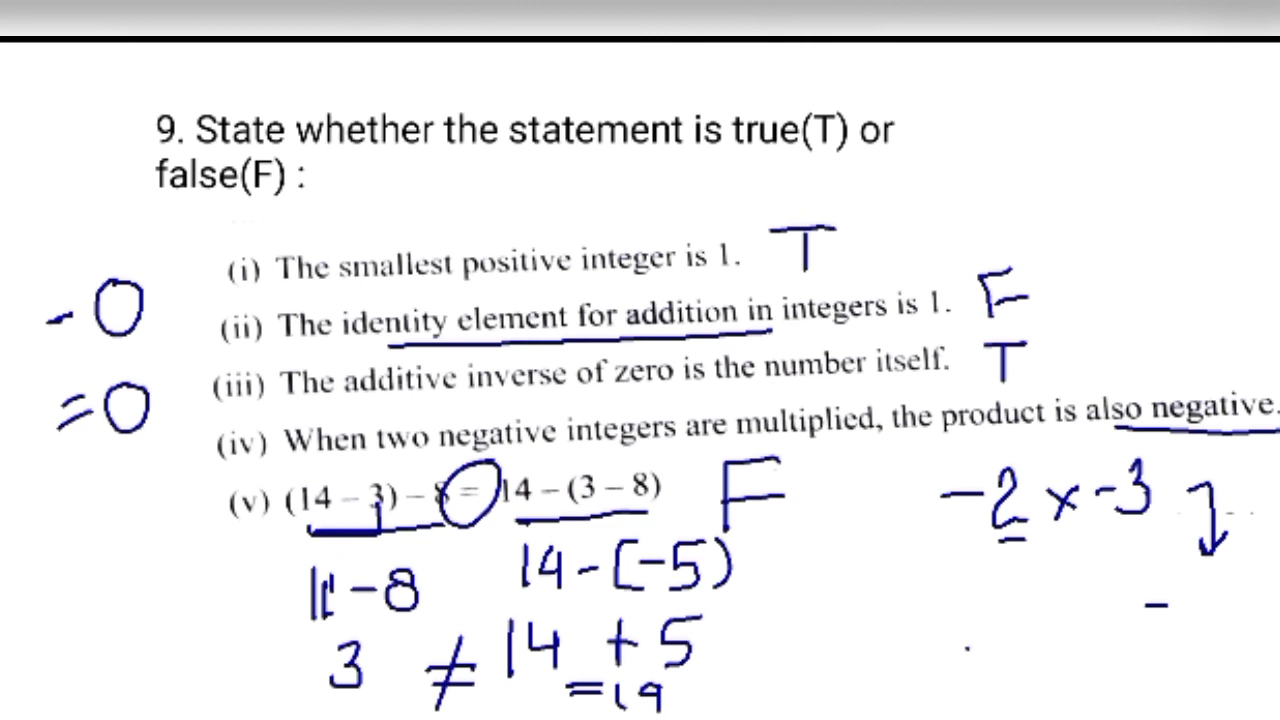 9. State whether the statement is true(T) or
false(F) :
(i) The smallest positive integer is 1. T
(ii) The identity element for addition in integers is 1. F
- 0
(iii) The additive inverse of zero is the number itself. T
= 0
(iv) When two negative integers are multiplied, the product is also negative.
(v) (14 – 3) – 8 = 14 – (3 – 8) F
-2 x -3
11 - 8 14 - (-5)
3 ≠ 14 + 5
= 19